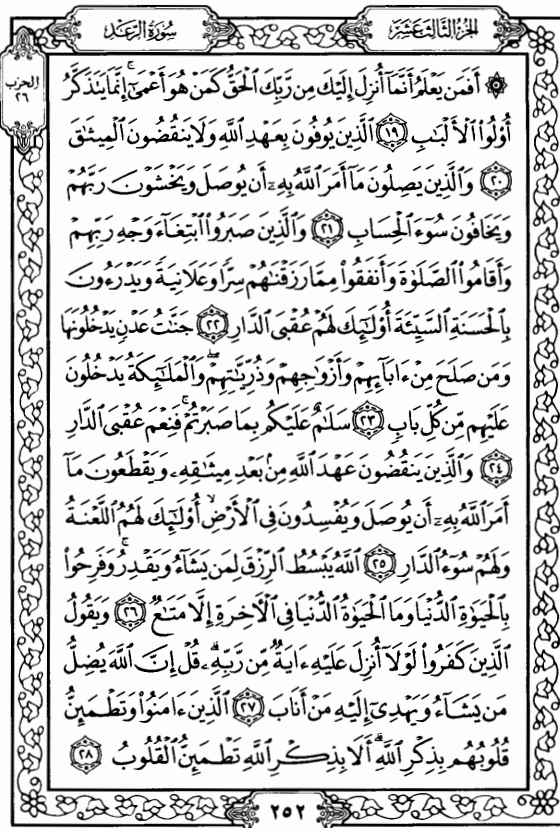 سُورَةُ الرَّعۡدِ
الجزءُ الثَّالِثَ عَشَرَ
الحزب
٢٦
۞ أَفَمَن يَعۡلَمُ أَنَّمَآ أُنزِلَ إِلَيۡكَ مِن رَّبِّكَ ٱلۡحَقُّ كَمَنۡ هُوَ أَعۡمَىٰٓۚ إِنَّمَا يَتَذَكَّرُ
أُوْلُواْ ٱلۡأَلۡبَٰبِ ١٩ ٱلَّذِينَ يُوفُونَ بِعَهۡدِ ٱللَّهِ وَلَا يَنقُضُونَ ٱلۡمِيثَٰقَ
٢٠ وَٱلَّذِينَ يَصِلُونَ مَآ أَمَرَ ٱللَّهُ بِهِۦٓ أَن يُوصَلَ وَيَخۡشَوۡنَ رَبَّهُمۡ
وَيَخَافُونَ سُوٓءَ ٱلۡحِسَابِ ٢١ وَٱلَّذِينَ صَبَرُواْ ٱبۡتِغَآءَ وَجۡهِ رَبِّهِمۡ
وَأَقَامُواْ ٱلصَّلَوٰةَ وَأَنفَقُواْ مِمَّا رَزَقۡنَٰهُمۡ سِرّٗا وَعَلَانِيَةٗ وَيَدۡرَءُونَ
بِٱلۡحَسَنَةِ ٱلسَّيِّئَةَ أُوْلَٰٓئِكَ لَهُمۡ عُقۡبَى ٱلدَّارِ ٢٢ جَنَّٰتُ عَدۡنٖ يَدۡخُلُونَهَا
وَمَن صَلَحَ مِنۡ ءَابَآئِهِمۡ وَأَزۡوَٰجِهِمۡ وَذُرِّيَّٰتِهِمۡۖ وَٱلۡمَلَٰٓئِكَةُ يَدۡخُلُونَ
عَلَيۡهِم مِّن كُلِّ بَابٖ ٢٣ سَلَٰمٌ عَلَيۡكُم بِمَا صَبَرۡتُمۡۚ فَنِعۡمَ عُقۡبَى ٱلدَّارِ
٢٤ وَٱلَّذِينَ يَنقُضُونَ عَهۡدَ ٱللَّهِ مِنۢ بَعۡدِ مِيثَٰقِهِۦ وَيَقۡطَعُونَ مَآ
أَمَرَ ٱللَّهُ بِهِۦٓ أَن يُوصَلَ وَيُفۡسِدُونَ فِي ٱلۡأَرۡضِ أُوْلَٰٓئِكَ لَهُمُ ٱللَّعۡنَةُ
وَلَهُمۡ سُوٓءُ ٱلدَّارِ ٢٥ ٱللَّهُ يَبۡسُطُ ٱلرِّزۡقَ لِمَن يَشَآءُ وَيَقۡدِرُۚ وَفَرِحُواْ
بِٱلۡحَيَوٰةِ ٱلدُّنۡيَا وَمَا ٱلۡحَيَوٰةُ ٱلدُّنۡيَا فِي ٱلۡأٓخِرَةِ إِلَّا مَتَٰعٞ ٢٦ وَيَقُولُ
ٱلَّذِينَ كَفَرُواْ لَوۡلَآ أُنزِلَ عَلَيۡهِ ءَايَةٞ مِّن رَّبِّهِۦۚ قُلۡ إِنَّ ٱللَّهَ يُضِلُّ
مَن يَشَآءُ وَيَهۡدِيٓ إِلَيۡهِ مَنۡ أَنَابَ ٢٧ ٱلَّذِينَ ءَامَنُواْ وَتَطۡمَئِنُّ
قُلُوبُهُم بِذِكۡرِ ٱللَّهِۗ أَلَا بِذِكۡرِ ٱللَّهِ تَطۡمَئِنُّ ٱلۡقُلُوبُ ٢٨
٢٥٢